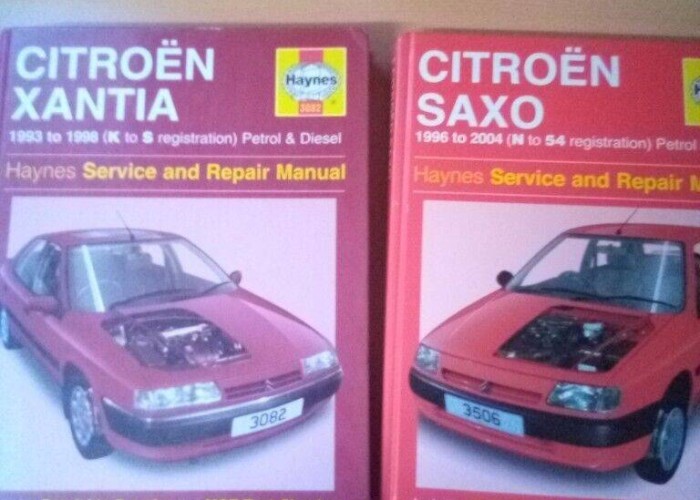 CITROËN
XANTIA
Haynes
3082
1993 to 1998 (K to S registration) Petrol & Diesel
Haynes Service and Repair Manual
3082
CITROËN
SAXO
1996 to 2004 (N to 54 registration) Petrol
Haynes Service and Repair M
3506